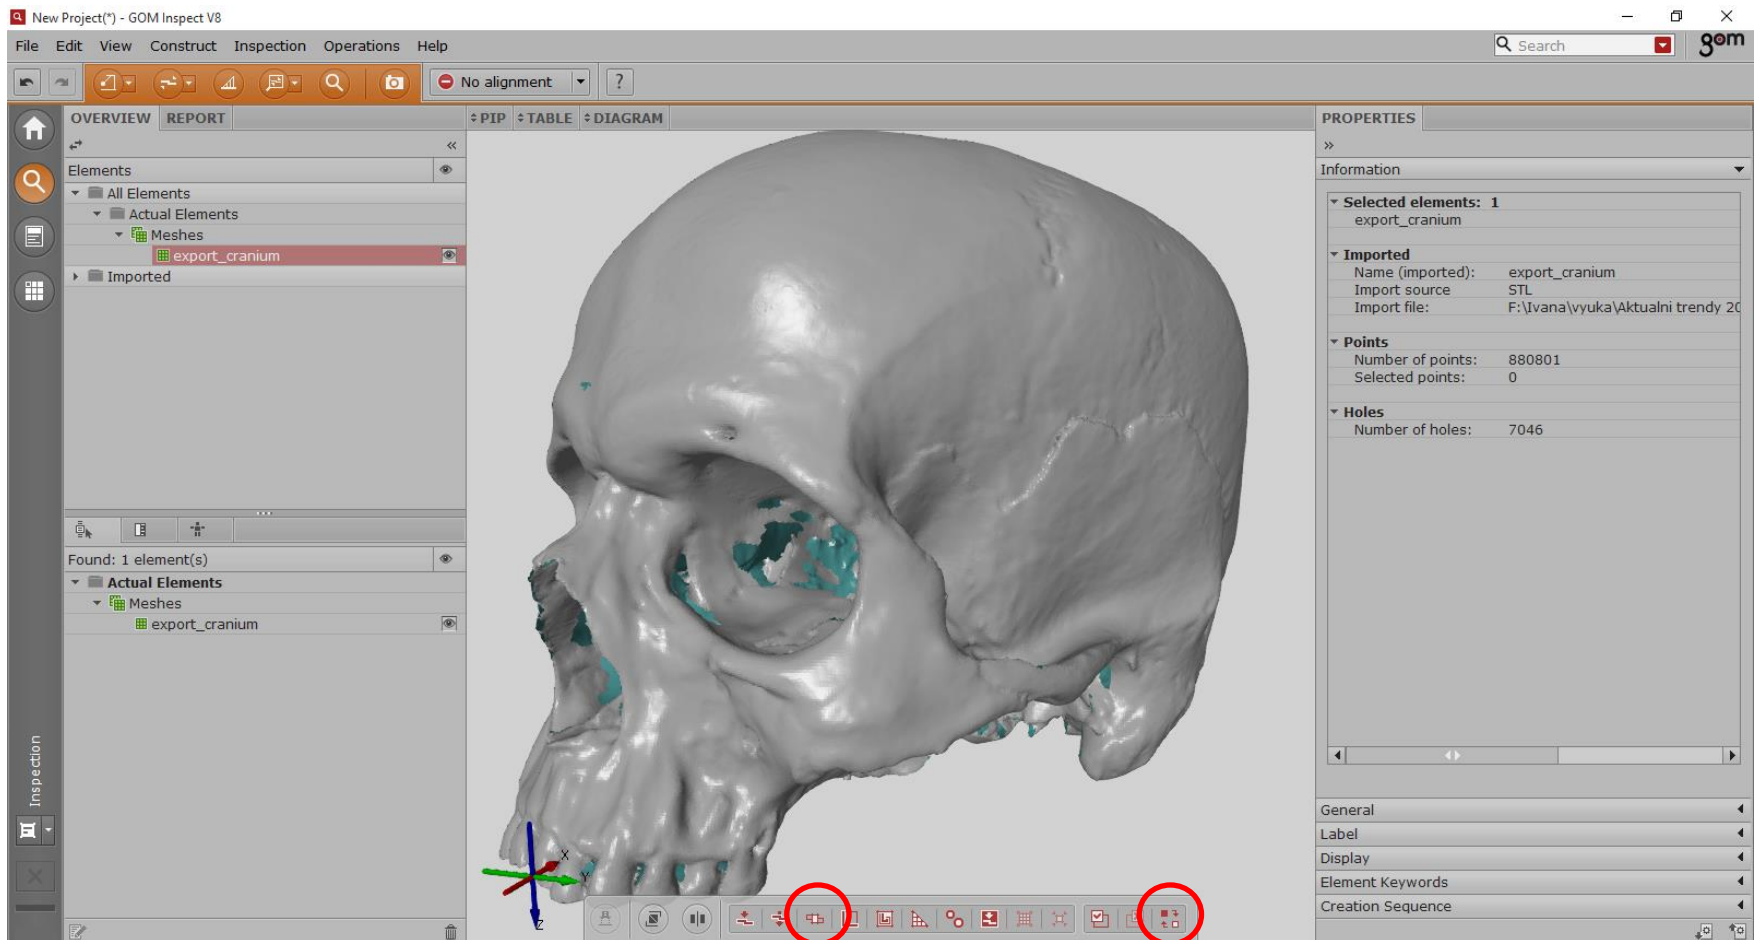 New Project(*) - GOM Inspect V8
File Edit View Construct Inspection Operations Help
Search
gom
No alignment
?
OVERVIEW REPORT
PIP TABLE DIAGRAM
PROPERTIES
Elements
Information
All Elements
Actual Elements
Meshes
export_cranium
Imported
Selected elements: 1
export_cranium
Imported
Name (imported): export_cranium
Import source STL
Import file: F:\Ivana\vyuka\Aktualni trendy 20
Points
Number of points: 880801
Selected points: 0
Holes
Number of holes: 7046
Found: 1 element(s)
Actual Elements
Meshes
export_cranium
Inspection
X
Y
Z
General
Label
Display
Element Keywords
Creation Sequence